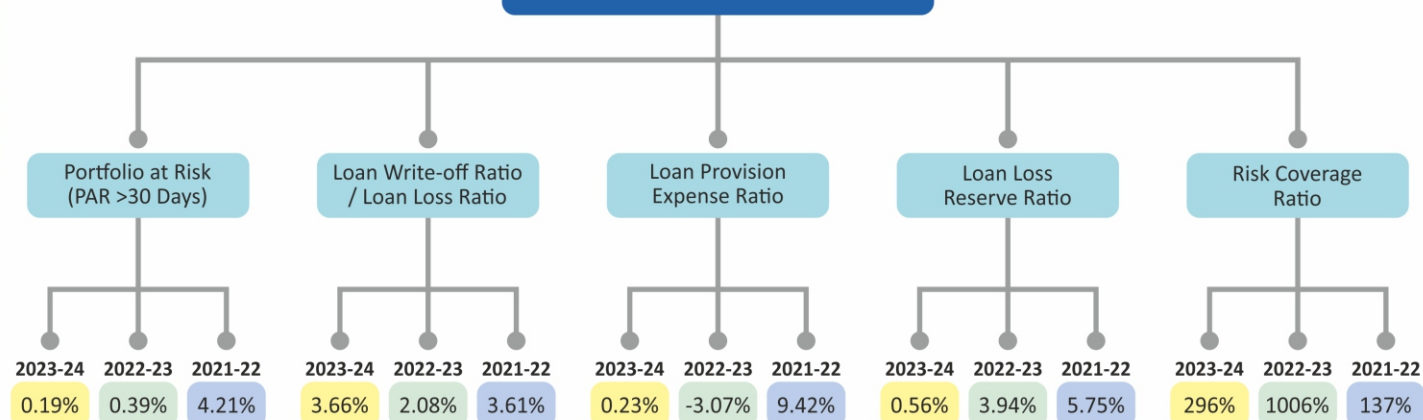 Portfolio at Risk
(PAR >30 Days)
Loan Write-off Ratio
/ Loan Loss Ratio
Loan Provision
Expense Ratio
Loan Loss
Reserve Ratio
Risk Coverage
Ratio
2023-24 2022-23 2021-22
0.19% 0.39% 4.21%
2023-24 2022-23 2021-22
3.66% 2.08% 3.61%
2023-24 2022-23 2021-22
0.23% -3.07% 9.42%
2023-24 2022-23 2021-22
0.56% 3.94% 5.75%
2023-24 2022-23 2021-22
296% 1006% 137%